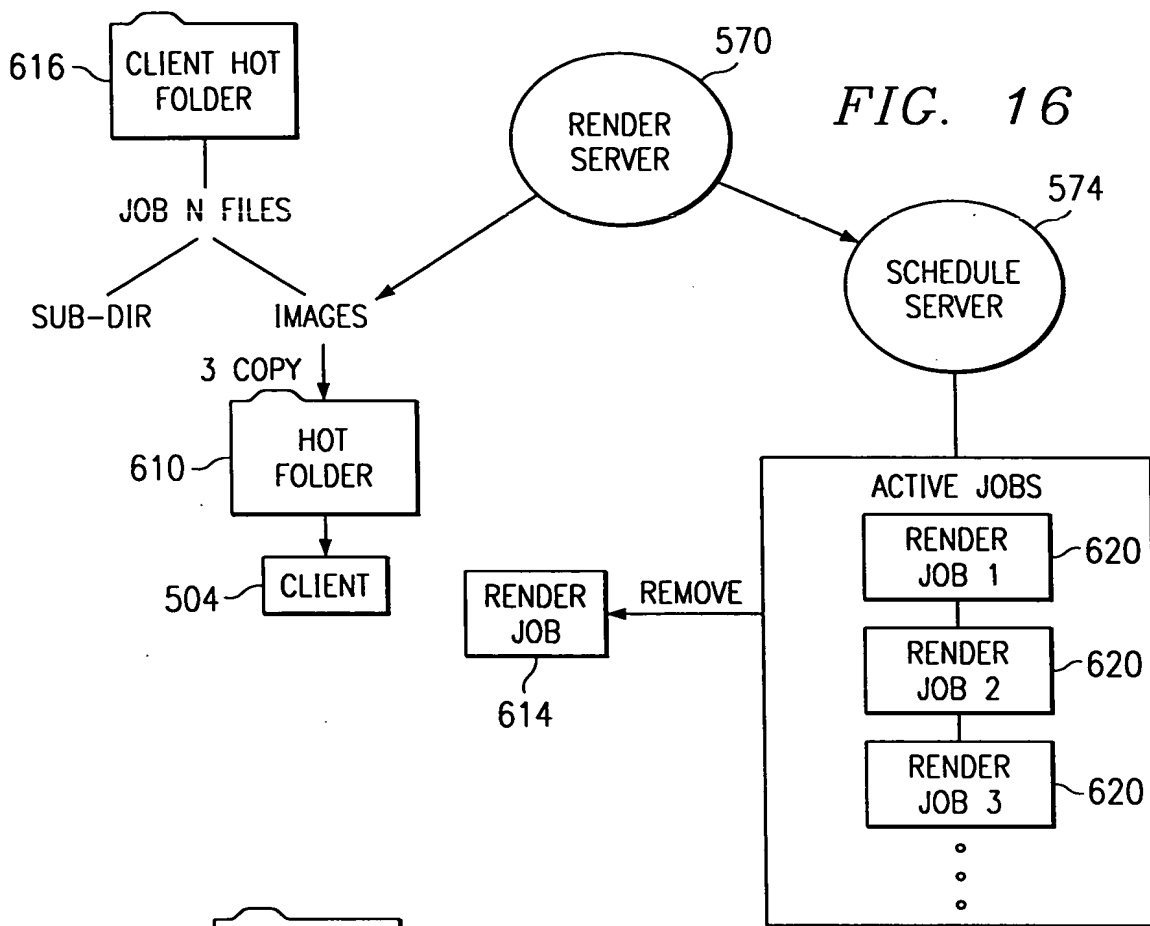 616
CLIENT HOT
FOLDER
570
RENDER
SERVER
FIG. 16
574
JOB N FILES
SCHEDULE
SERVER
SUB-DIR
IMAGES
3 COPY
HOT
FOLDER
610
ACTIVE JOBS
RENDER
JOB 1
620
504
CLIENT
RENDER
JOB
REMOVE
614
RENDER
JOB 2
620
RENDER
JOB 3
620